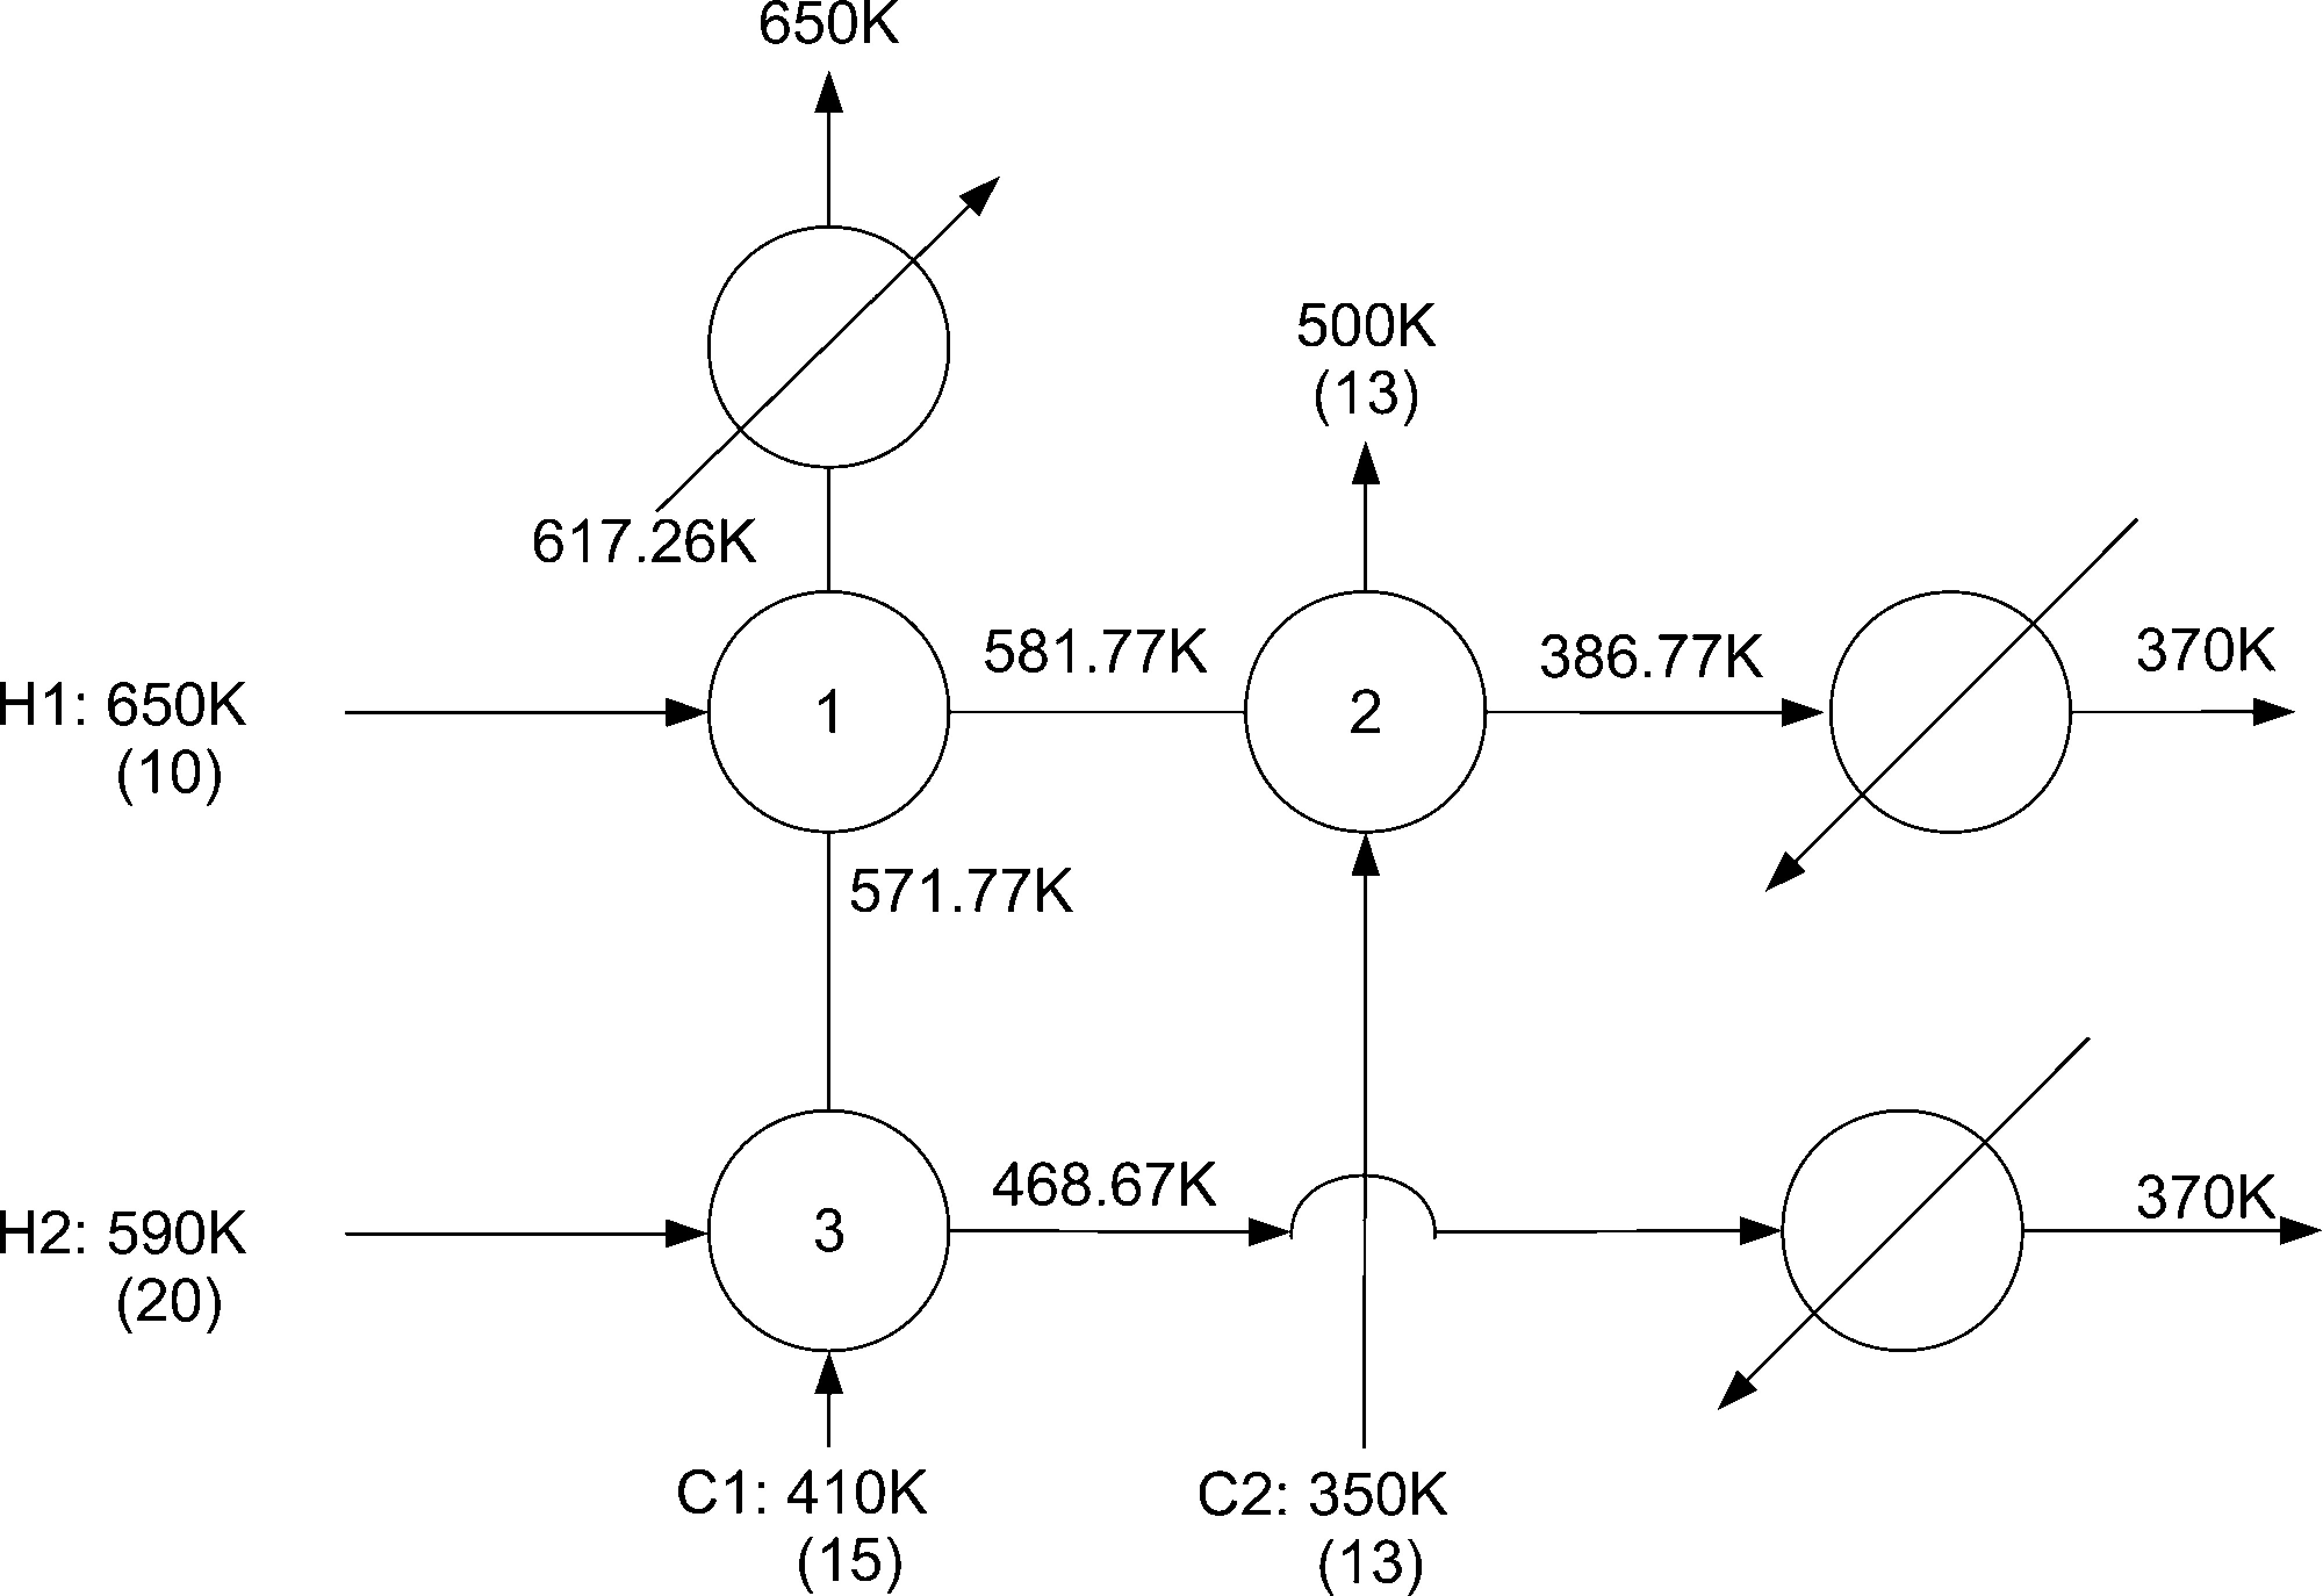 650K
500K
(13)
617.26K
581.77K
386.77K
370K
H1: 650K
(10)
1
2
571.77K
468.67K
370K
H2: 590K
(20)
3
C1: 410K
(15)
C2: 350K
(13)